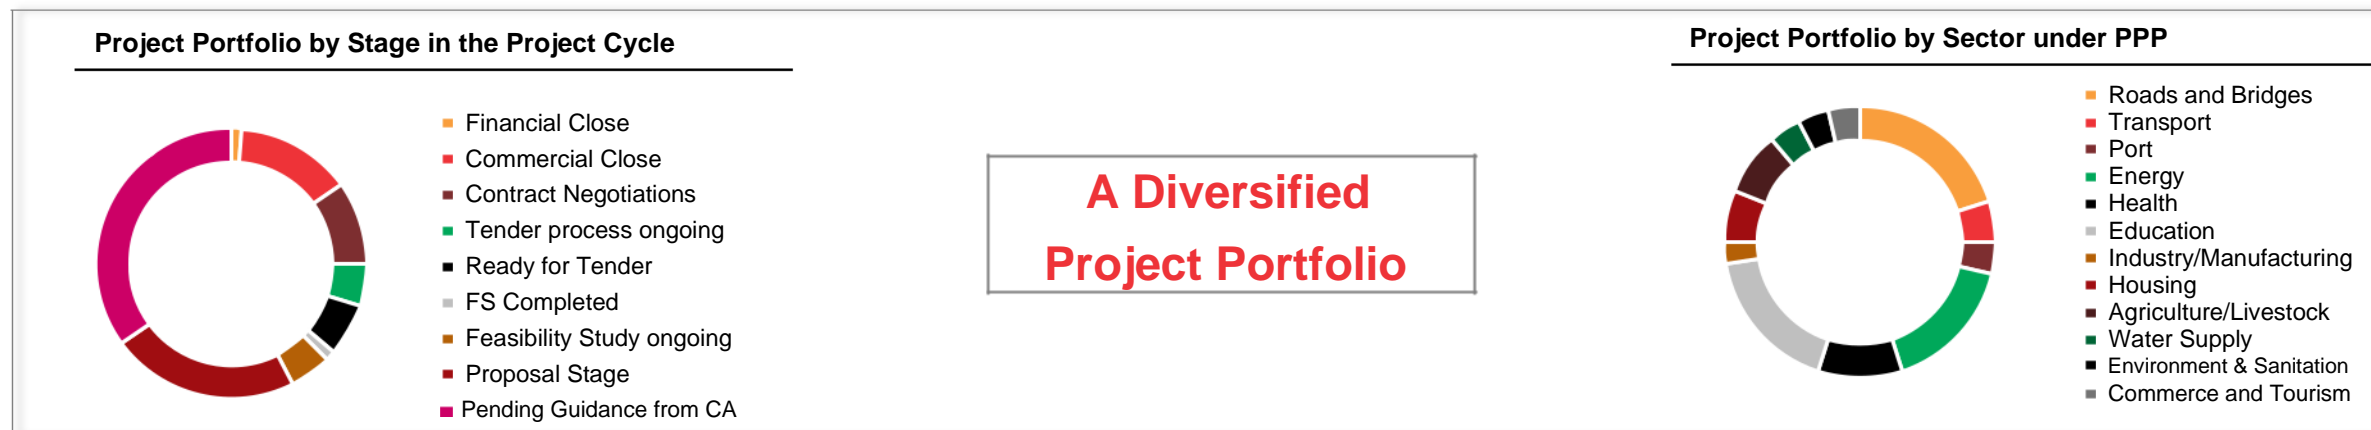 Project Portfolio by Stage in the Project Cycle
Financial Close
Commercial Close
Contract Negotiations
Tender process ongoing
Ready for Tender
FS Completed
Feasibility Study ongoing
Proposal Stage
Pending Guidance from CA
A Diversified
Project Portfolio
Project Portfolio by Sector under PPP
Roads and Bridges
Transport
Port
Energy
Health
Education
Industry/Manufacturing
Housing
Agriculture/Livestock
Water Supply
Environment & Sanitation
Commerce and Tourism